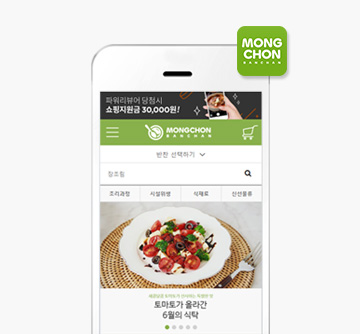 MONG
CHON
BANCHAN
파워리뷰어 당첨시
쇼핑지원금 30,000원!
MONGCHON
BANCHAN
반찬 선택하기
장조림
조리과정 시설위생 식재료 신선물류
토마토가 올라간
6월의 식탁